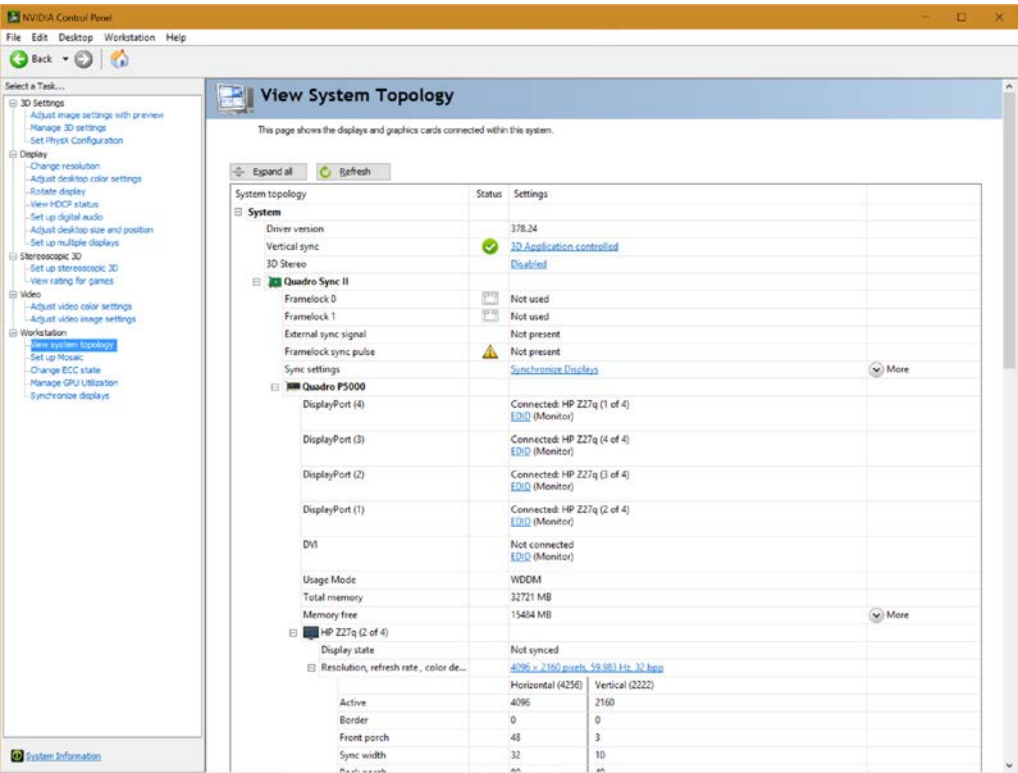 NVIDIA Control Panel
File Edit Desktop Workstation Help
Back
Select a Task...
3D Settings
Adjust image settings with preview
Manage 3D settings
Set PhysX Configuration
Display
Change resolution
Adjust desktop color settings
Rotate display
View HDCP status
Set up digital audio
Adjust desktop size and position
Set up multiple displays
Stereoscopic 3D
Set up stereoscopic 3D
View rating for games
Video
Adjust video color settings
Adjust video image settings
Workstation
View system topology
Set up Mosaic
Change ECC state
Manage GPU Utilization
Synchronize displays
System Information
View System Topology
This page shows the displays and graphics cards connected within this system.
Expand all Refresh
System topology Status Settings
System
Driver version 378.24
Vertical sync 3D Application controlled
3D Stereo Disabled
Quadro Sync II
Framelock 0 Not used
Framelock 1 Not used
External sync signal Not present
Framelock sync pulse Not present
Sync settings Synchronize Displays More
Quadro P5000
DisplayPort (4) Connected: HP Z27q (1 of 4)
EDID (Monitor)
DisplayPort (3) Connected: HP Z27q (4 of 4)
EDID (Monitor)
DisplayPort (2) Connected: HP Z27q (3 of 4)
EDID (Monitor)
DisplayPort (1) Connected: HP Z27q (2 of 4)
EDID (Monitor)
DVI Not connected
EDID (Monitor)
Usage Mode WDDM
Total memory 32721 MB
Memory free 15484 MB More
HP Z27q (2 of 4)
Display state Not synced
Resolution, refresh rate , color de... 4096 × 2160 pixels, 59.983 Hz, 32 bpp
Horizontal (4256) Vertical (2222)
Active 4096 2160
Border 0 0
Front porch 48 3
Sync width 32 10